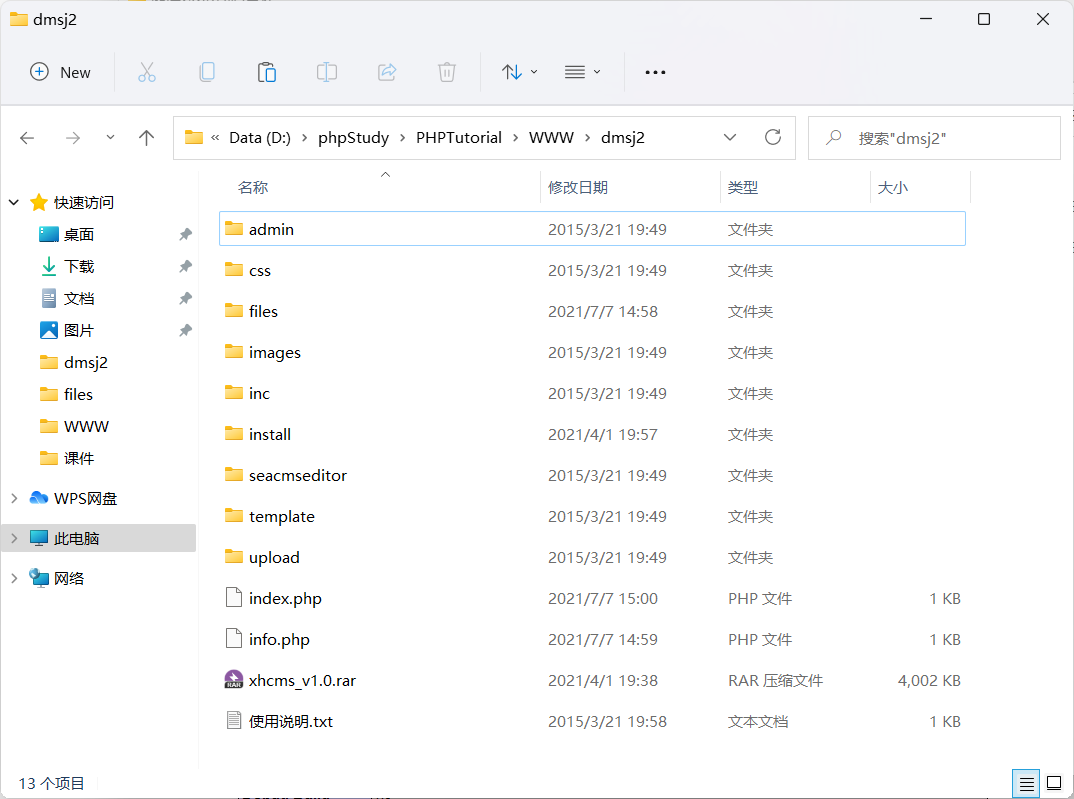 dmsj2
New
« Data (D:) › phpStudy › PHPTutorial › WWW › dmsj2
搜索"dmsj2"
快速访问
桌面
下载
文档
图片
dmsj2
files
WWW
课件
WPS网盘
此电脑
网络
名称 修改日期 类型 大小
admin 2015/3/21 19:49 文件夹
css 2015/3/21 19:49 文件夹
files 2021/7/7 14:58 文件夹
images 2015/3/21 19:49 文件夹
inc 2015/3/21 19:49 文件夹
install 2021/4/1 19:57 文件夹
seacmseditor 2015/3/21 19:49 文件夹
template 2015/3/21 19:49 文件夹
upload 2015/3/21 19:49 文件夹
index.php 2021/7/7 15:00 PHP 文件 1 KB
info.php 2021/7/7 14:59 PHP 文件 1 KB
xhcms_v1.0.rar 2021/4/1 19:38 RAR 压缩文件 4,002 KB
使用说明.txt 2015/3/21 19:58 文本文档 1 KB
13 个项目